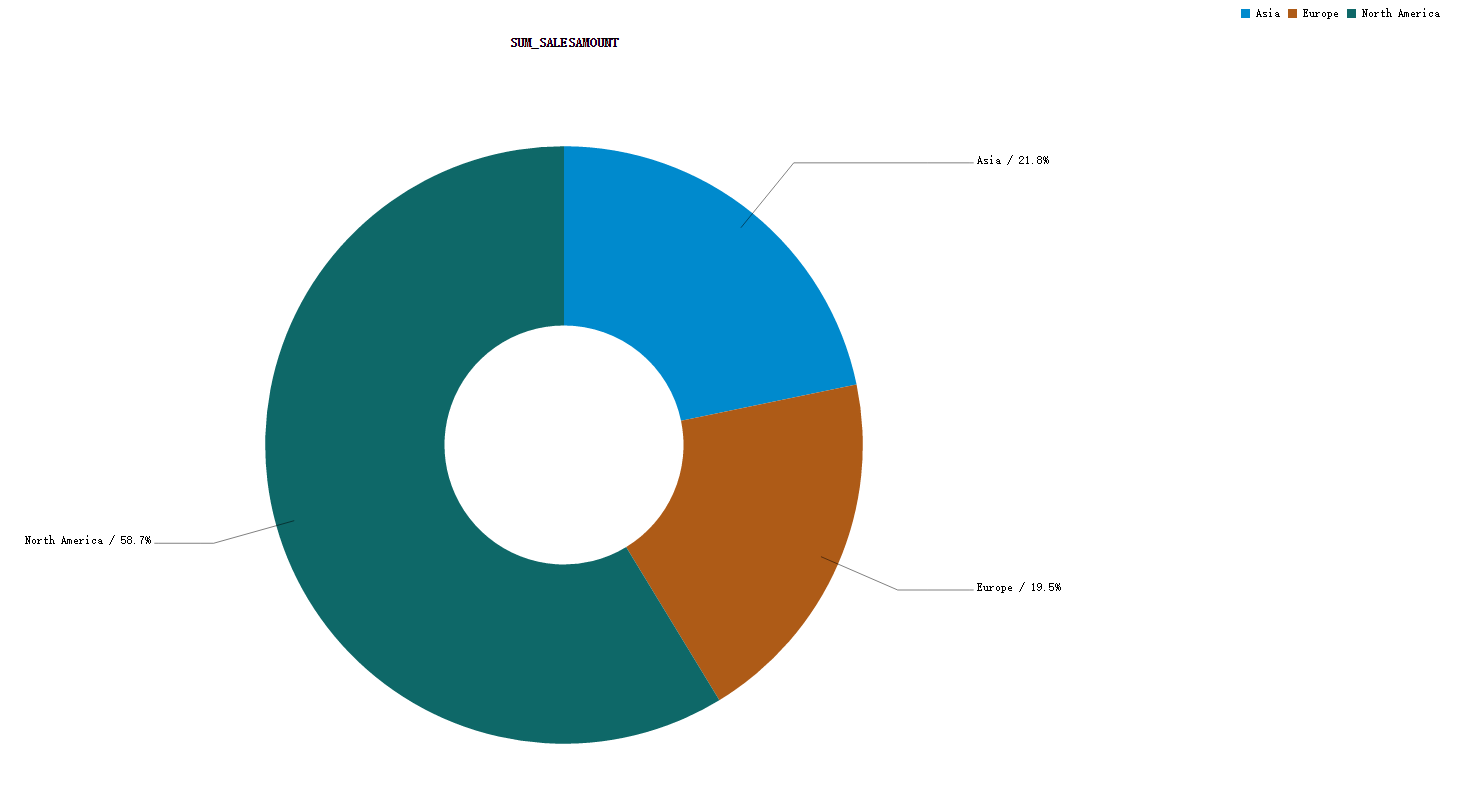 Asia Europe North America
SUM_SALESAMOUNT
Asia / 21.8%
North America / 58.7%
Europe / 19.5%